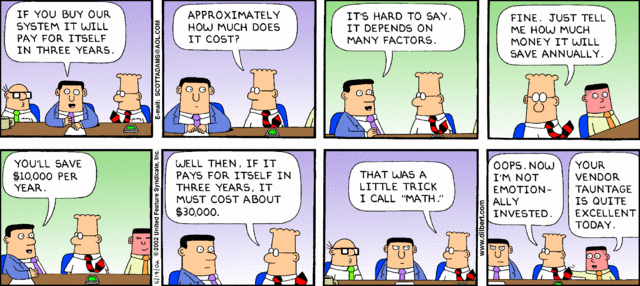 IF YOU BUY OUR
SYSTEM IT WILL
PAY FOR ITSELF
IN THREE YEARS.
E-mail: SCOTTADAMS@AOL.COM
APPROXIMATELY
HOW MUCH DOES
IT COST?
IT'S HARD TO SAY.
IT DEPENDS ON
MANY FACTORS.
FINE. JUST TELL
ME HOW MUCH
MONEY IT WILL
SAVE ANNUALLY.
YOU'LL SAVE
$10,000 PER
YEAR.
© 2002 United Feature Syndicate, Inc.
WELL THEN, IF IT
PAYS FOR ITSELF IN
THREE YEARS, IT
MUST COST ABOUT
$30,000.
THAT WAS A
LITTLE TRICK
I CALL "MATH."
www.dilbert.com
OOPS. NOW
I'M NOT
EMOTION-
ALLY
INVESTED.
YOUR
VENDOR
TAUNTAGE
IS QUITE
EXCELLENT
TODAY.